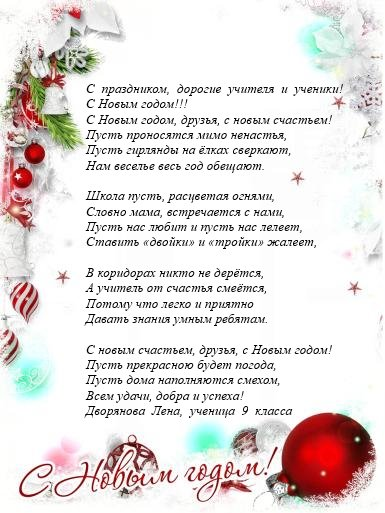 С праздником, дорогие учителя и ученики!
С Новым годом!!!
С Новым годом, друзья, с новым счастьем!
Пусть проносятся мимо ненастья,
Пусть гирлянды на ёлках сверкают,
Нам веселье весь год обещают.
Школа пусть, расцветая огнями,
Словно мама, встречается с нами,
Пусть нас любит и пусть нас лелеет,
Ставить «двойки» и «тройки» жалеет,
В коридорах никто не дерётся,
А учитель от счастья смеётся,
Потому что легко и приятно
Давать знания умным ребятам.
С новым счастьем, друзья, с Новым годом!
Пусть прекрасною будет погода,
Пусть дома наполняются смехом,
Всем удачи, добра и успеха!
Дворянова Лена, ученица 9 класса
С Новым годом!